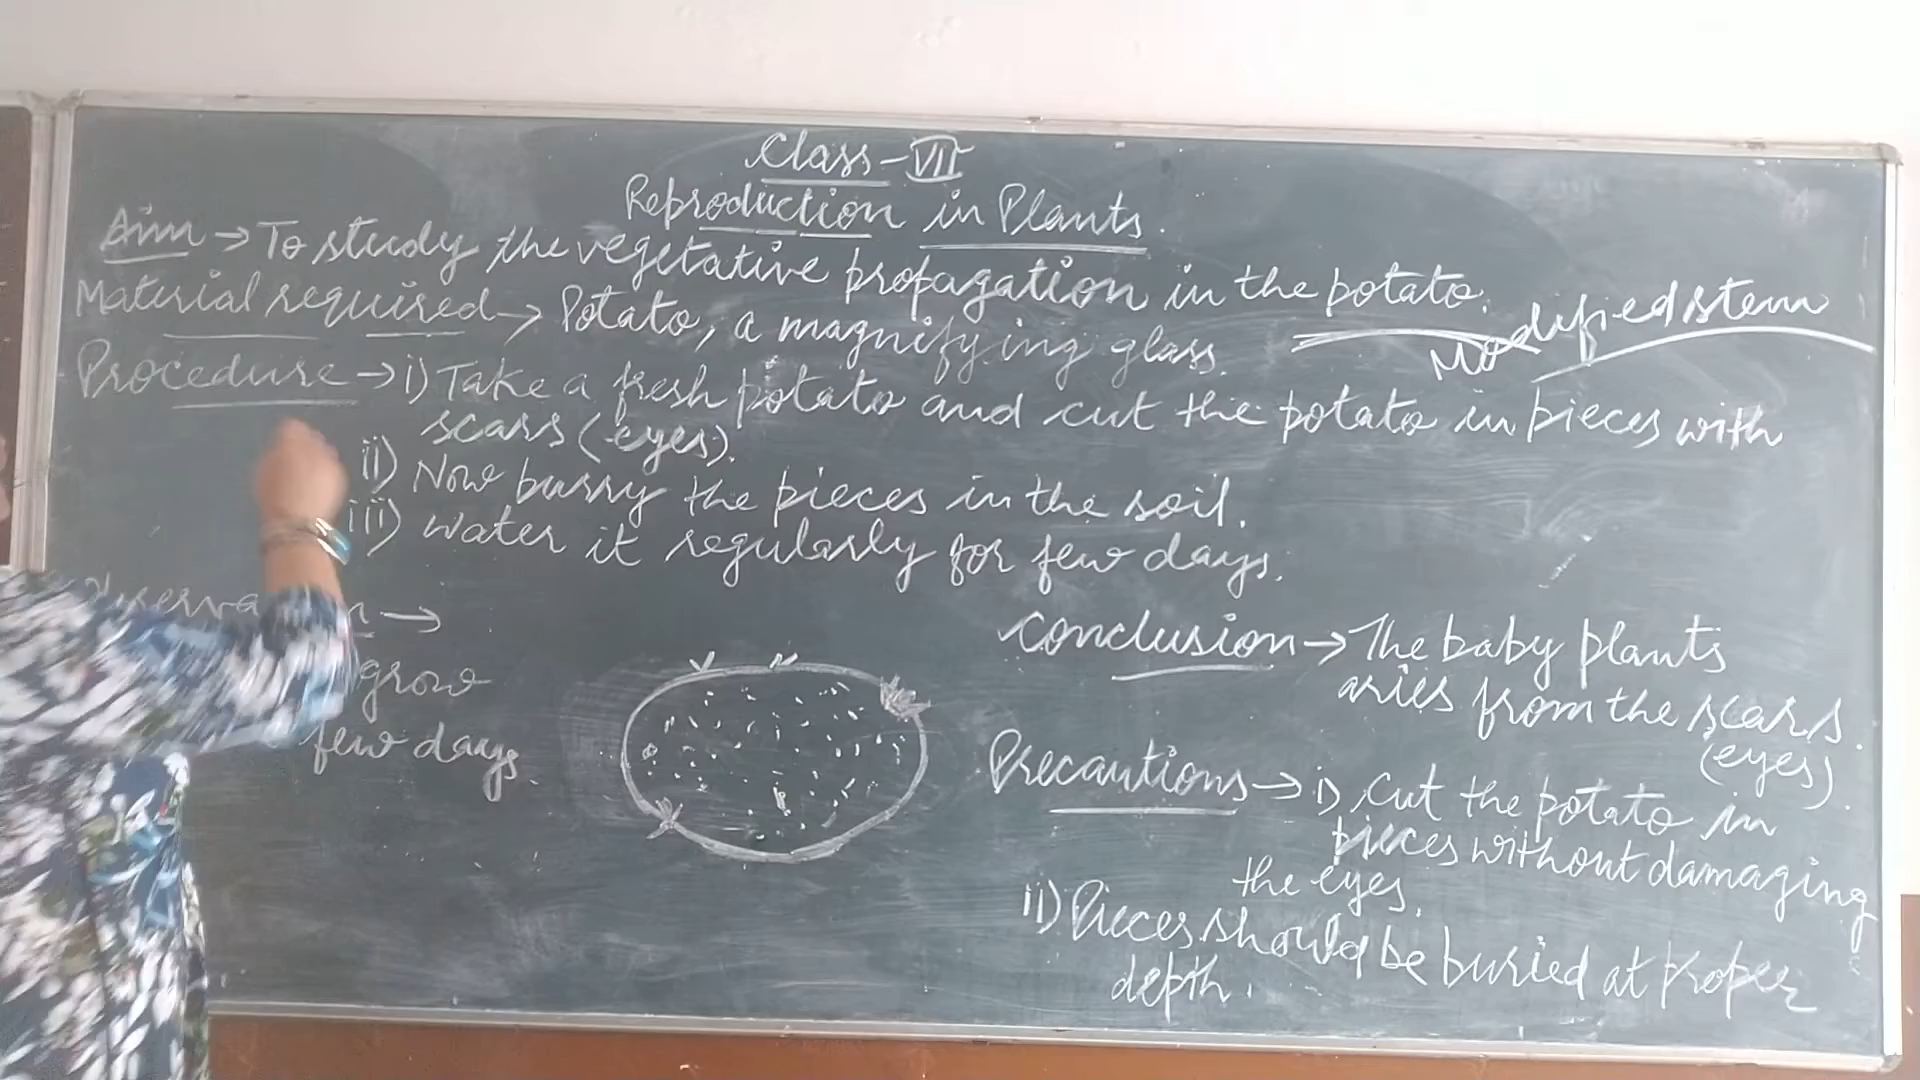 Class - VII
Reproduction in Plants.
Aim → To study the vegetative propagation in the potato.
Modified stem
Material required → Potato, a magnifying glass.
Procedure → i) Take a fresh potato and cut the potato in pieces with
scars (eyes).
ii) Now burry the pieces in the soil.
iii) Water it regularly for few days.
→
grow
few days
Conclusion → The baby plants
aries from the scars.
(eyes).
Precautions → i) Cut the potato in
pieces without damaging
the eyes.
ii) Pieces should be buried at proper
depth.